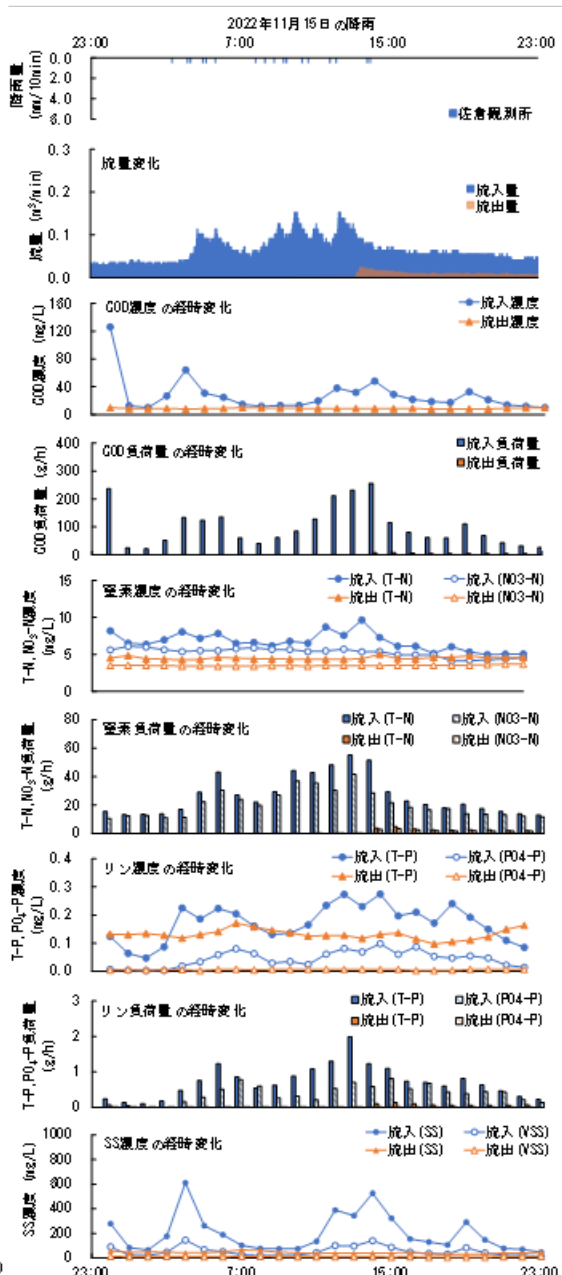 2022年11月15日の降雨
23:00 7:00 15:00 23:00
降雨量
(mm/10min)
0.0
2.0
4.0
6.0
佐倉観測所
流量変化
流量 (m³/min)
0.3
0.2
0.1
0.0
流入量
流出量
COD濃度の経時変化
COD濃度 (mg/L)
160
120
80
40
0
流入濃度
流出濃度
COD負荷量の経時変化
COD負荷量 (g/h)
400
300
200
100
0
流入負荷量
流出負荷量
窒素濃度の経時変化
T-N,NO₃-N濃度
(mg/L)
15
10
5
0
流入(T-N) 流入(NO3-N)
流出(T-N) 流出(NO3-N)
窒素負荷量の経時変化
T-N,NO₃-N負荷量
(g/h)
80
60
40
20
0
流入(T-N) 流入(NO3-N)
流出(T-N) 流出(NO3-N)
リン濃度の経時変化
T-P,PO₄-P濃度
(mg/L)
0.4
0.3
0.2
0.1
0.0
流入(T-P) 流入(PO4-P)
流出(T-P) 流出(PO4-P)
リン負荷量の経時変化
T-P,PO₄-P負荷量
(g/h)
3
2
1
0
流入(T-P) 流入(PO4-P)
流出(T-P) 流出(PO4-P)
SS濃度の経時変化
SS濃度 (mg/L)
1000
800
600
400
200
0
流入(SS) 流入(VSS)
流出(SS) 流出(VSS)
23:00 7:00 15:00 23:00